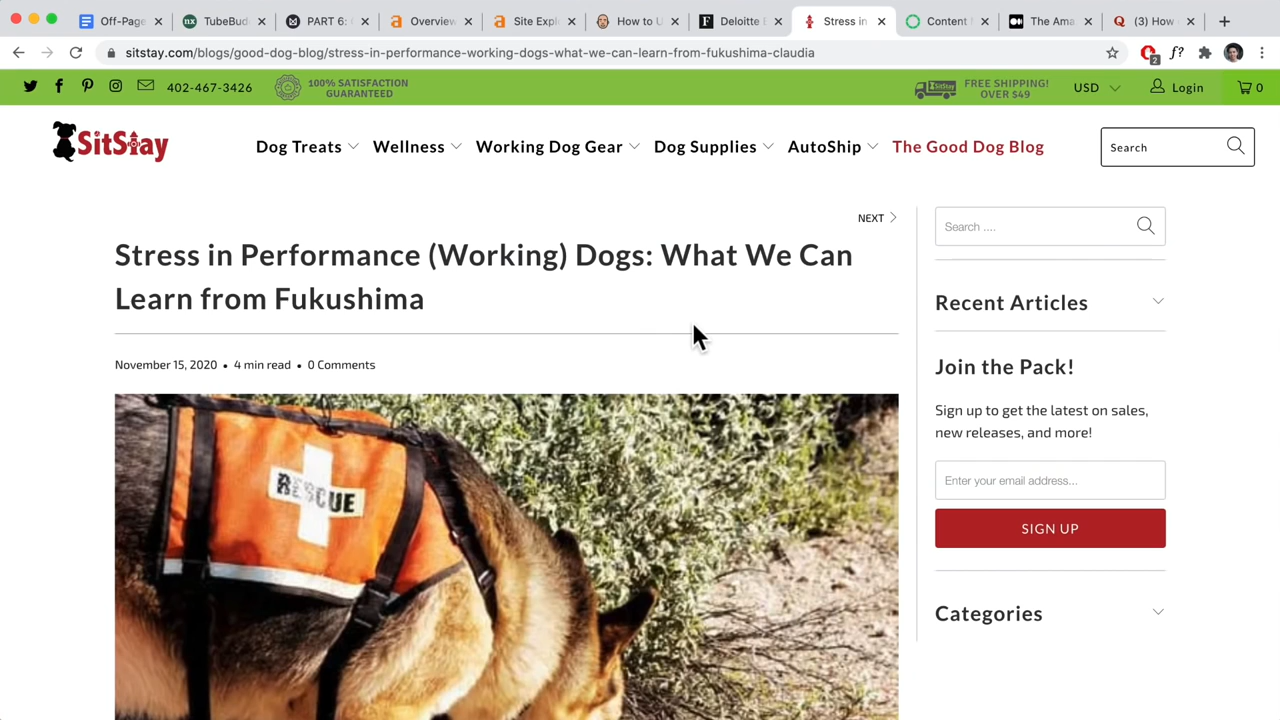 Off-Page
TubeBud
PART 6:
Overview
Site Explo
How to U
Deloitte
Stress in
Content
The Ama
(3) How
sitstay.com/blogs/good-dog-blog/stress-in-performance-working-dogs-what-we-can-learn-from-fukushima-claudia
2
f?
402-467-3426
100% SATISFACTION
GUARANTEED
SitStay
FREE SHIPPING!
OVER $49
USD
Login
0
SitStay
Dog Treats
Wellness
Working Dog Gear
Dog Supplies
AutoShip
The Good Dog Blog
Search
NEXT
Search ....
Stress in Performance (Working) Dogs: What We Can
Learn from Fukushima
November 15, 2020 • 4 min read • 0 Comments
RESCUE
Recent Articles
Join the Pack!
Sign up to get the latest on sales,
new releases, and more!
Enter your email address...
SIGN UP
Categories